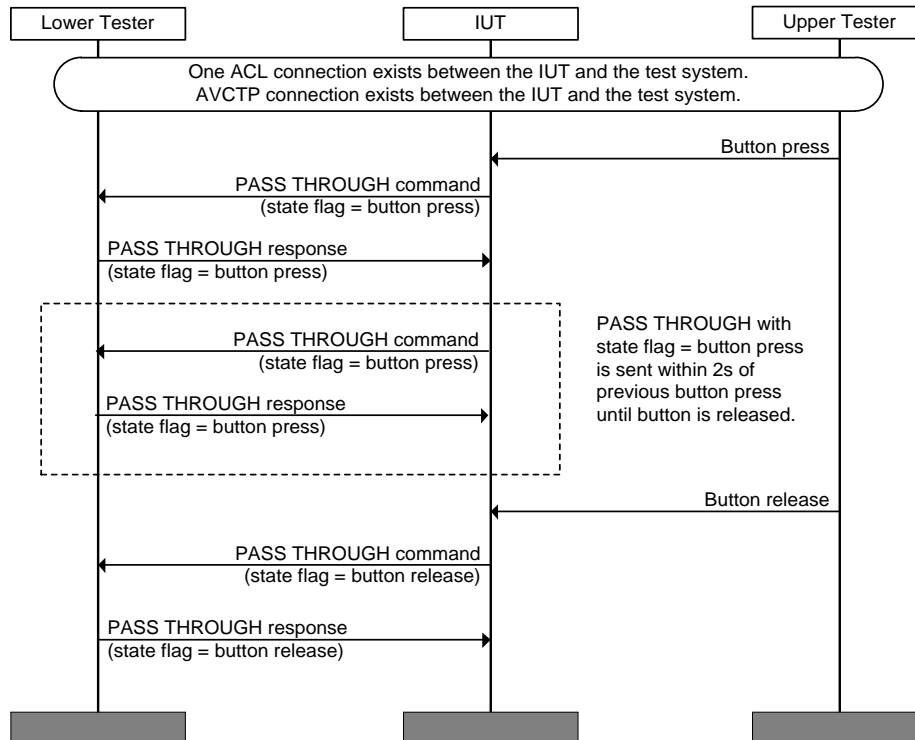 Lower Tester
IUT
Upper Tester
One ACL connection exists between the IUT and the test system.
AVCTP connection exists between the IUT and the test system.
Button press
PASS THROUGH command
(state flag = button press)
PASS THROUGH response
(state flag = button press)
PASS THROUGH command
(state flag = button press)
PASS THROUGH response
(state flag = button press)
PASS THROUGH with
state flag = button press
is sent within 2s of
previous button press
until button is released.
Button release
PASS THROUGH command
(state flag = button release)
PASS THROUGH response
(state flag = button release)